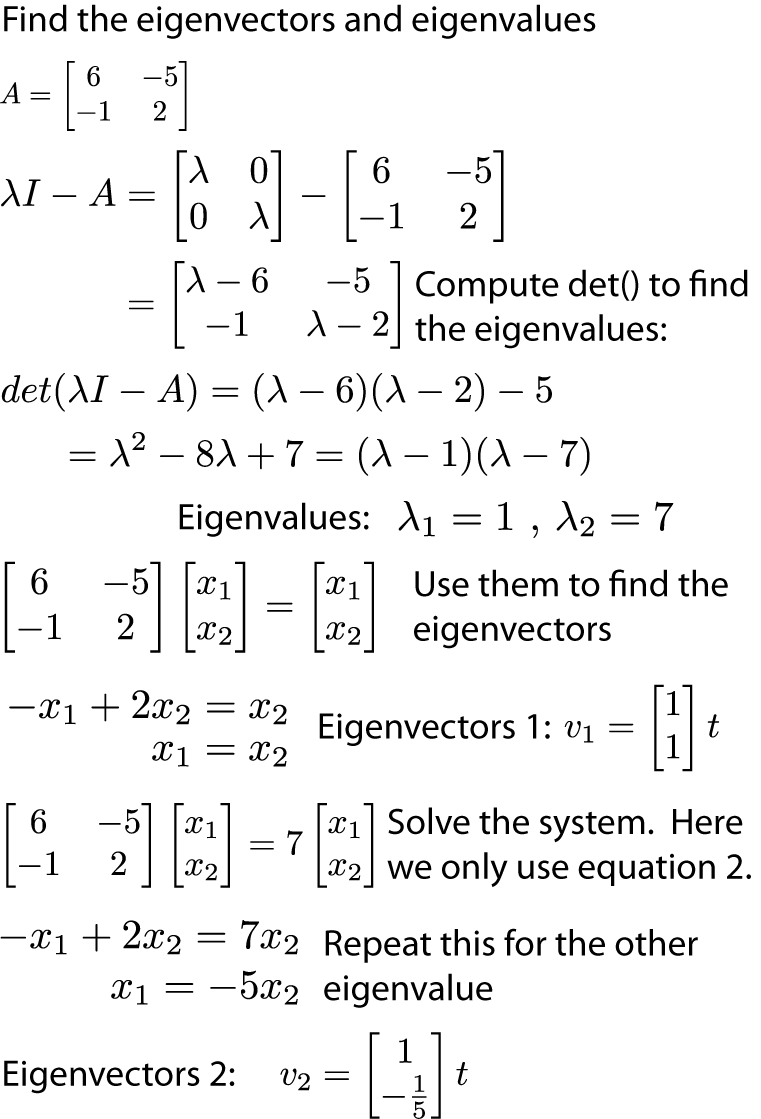 Find the eigenvectors and eigenvalues
A = [6 −5; −1 2]
λI − A = [λ 0; 0 λ] − [6 −5; −1 2]
= [λ − 6 −5; −1 λ − 2] Compute det() to find
the eigenvalues:
det(λI − A) = (λ − 6)(λ − 2) − 5
= λ² − 8λ + 7 = (λ − 1)(λ − 7)
Eigenvalues: λ₁ = 1 , λ₂ = 7
[6 −5; −1 2] [x₁; x₂] = [x₁; x₂] Use them to find the
eigenvectors
−x₁ + 2x₂ = x₂
x₁ = x₂
Eigenvectors 1: v₁ = [1; 1] t
[6 −5; −1 2] [x₁; x₂] = 7 [x₁; x₂] Solve the system. Here
we only use equation 2.
−x₁ + 2x₂ = 7x₂ Repeat this for the other
x₁ = −5x₂ eigenvalue
Eigenvectors 2: v₂ = [1; −1/5] t